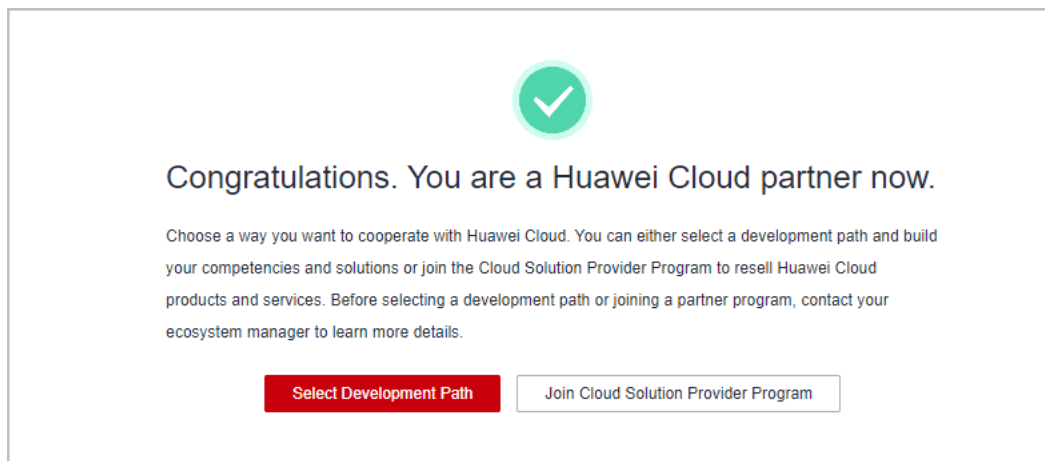 Congratulations. You are a Huawei Cloud partner now.
Choose a way you want to cooperate with Huawei Cloud. You can either select a development path and build
your competencies and solutions or join the Cloud Solution Provider Program to resell Huawei Cloud
products and services. Before selecting a development path or joining a partner program, contact your
ecosystem manager to learn more details.
Select Development Path
Join Cloud Solution Provider Program